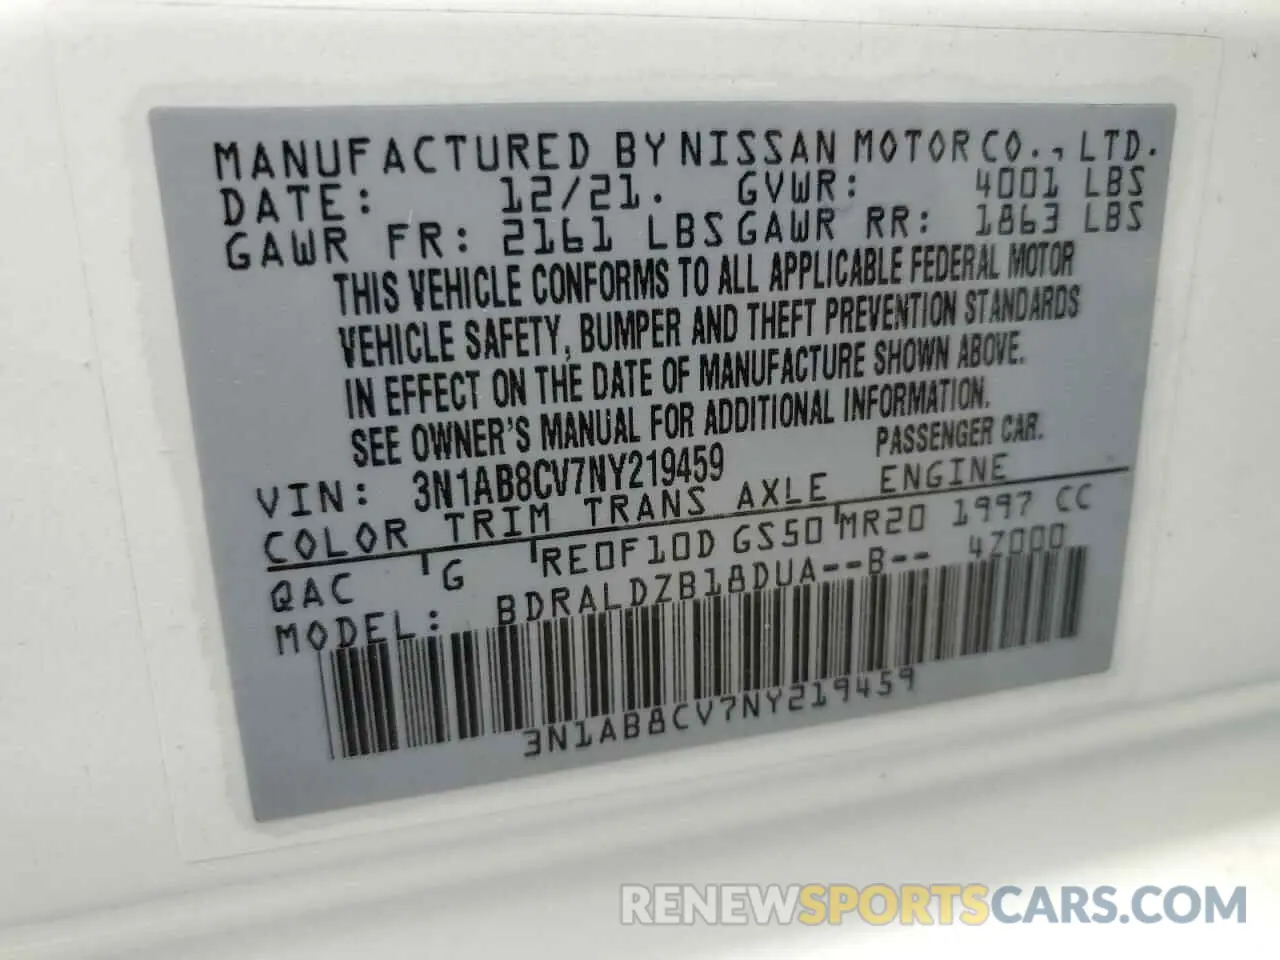 MANUFACTURED BY NISSAN MOTOR CO., LTD.
DATE: 12/21. GVWR: 4001 LBS
GAWR FR: 2161 LBS GAWR RR: 1863 LBS
THIS VEHICLE CONFORMS TO ALL APPLICABLE FEDERAL MOTOR
VEHICLE SAFETY, BUMPER AND THEFT PREVENTION STANDARDS
IN EFFECT ON THE DATE OF MANUFACTURE SHOWN ABOVE.
SEE OWNER'S MANUAL FOR ADDITIONAL INFORMATION.
VIN: 3N1AB8CV7NY219459 PASSENGER CAR.
COLOR TRIM TRANS AXLE ENGINE
QAC G RE0F10D GS50 MR20 1997 CC
MODEL: BDRALDZB18DUA--B-- 4Z000
3N1AB8CV7NY219459
RENEWSPORTSCARS.COM